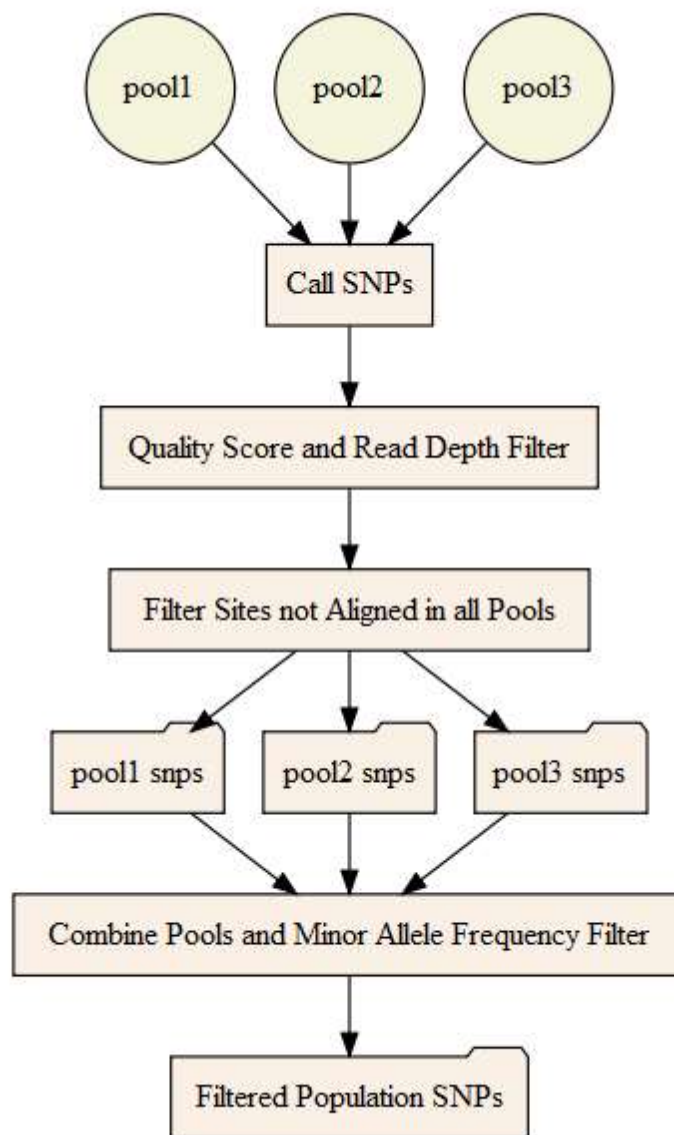 pool1
pool2
pool3
Call SNPs
Quality Score and Read Depth Filter
Filter Sites not Aligned in all Pools
pool1 snps
pool2 snps
pool3 snps
Combine Pools and Minor Allele Frequency Filter
Filtered Population SNPs